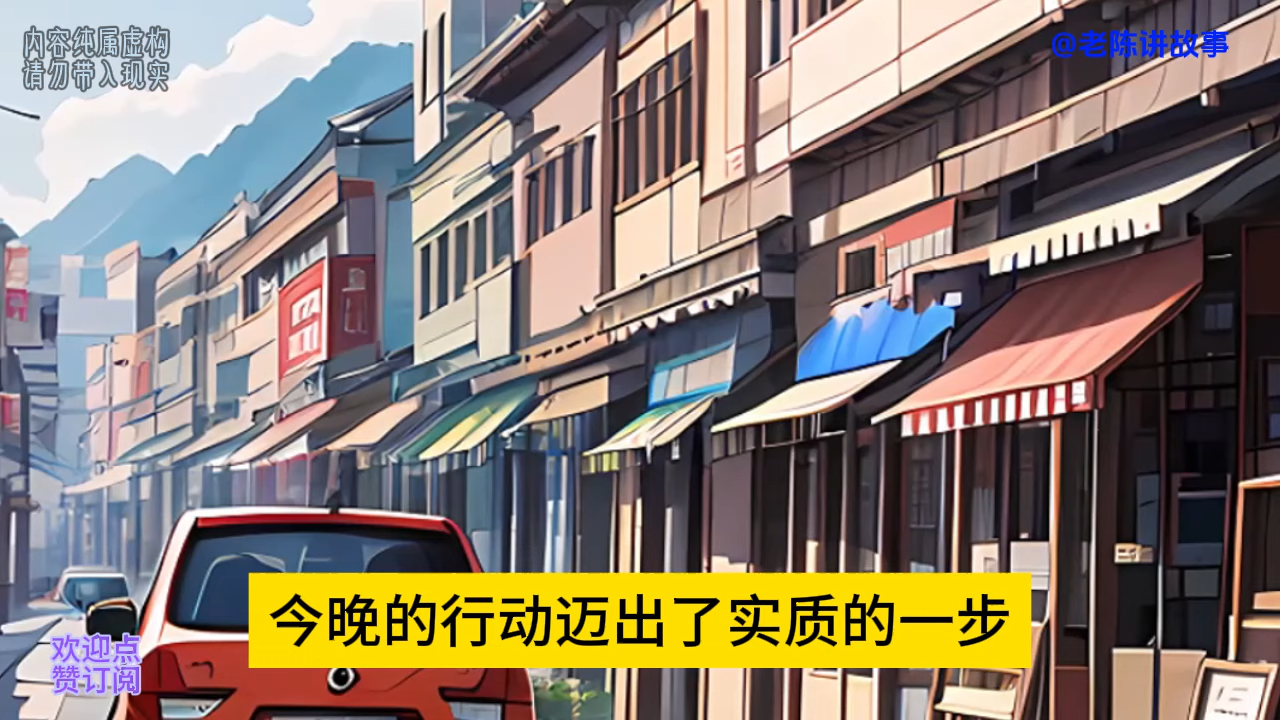 内容纯属虚构
请勿带入现实
@老陈讲故事
今晚的行动迈出了实质的一步
欢迎点
赞订阅